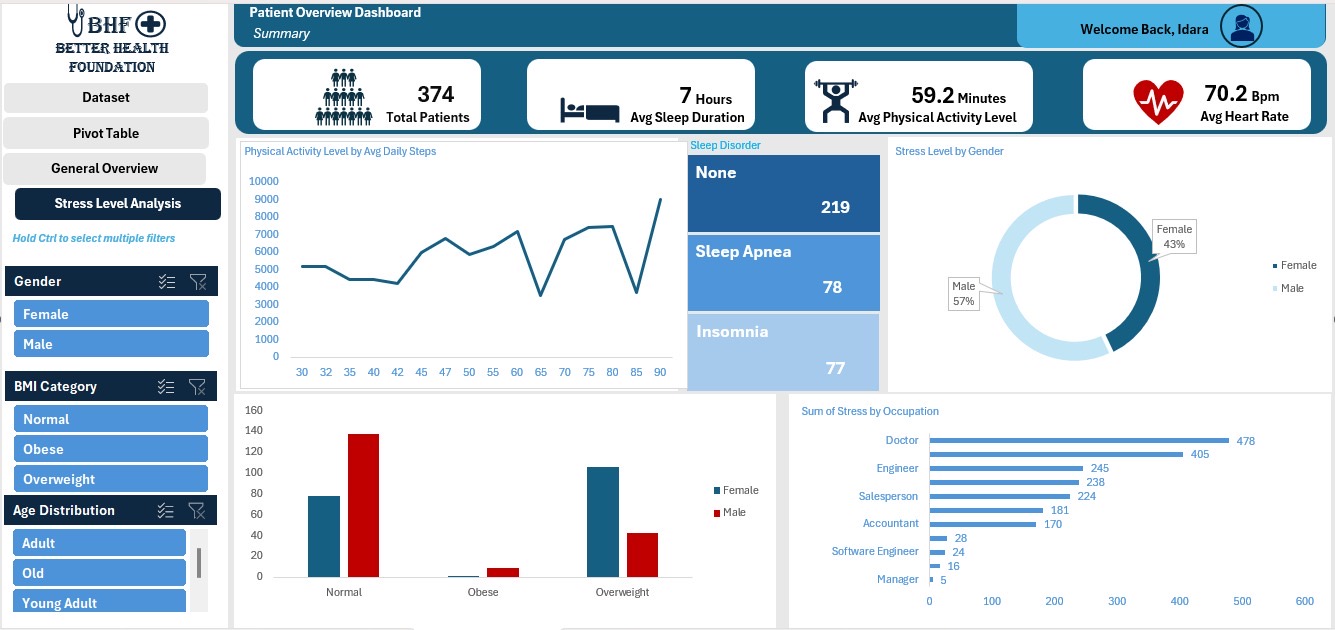 BHF
BETTER HEALTH
FOUNDATION
Dataset
Pivot Table
General Overview
Stress Level Analysis
Hold Ctrl to select multiple filters
Gender
Female
Male
BMI Category
Normal
Obese
Overweight
Age Distribution
Adult
Old
Young Adult
Patient Overview Dashboard
Summary
Welcome Back, Idara
374
Total Patients
7 Hours
Avg Sleep Duration
59.2 Minutes
Avg Physical Activity Level
70.2 Bpm
Avg Heart Rate
Physical Activity Level by Avg Daily Steps
10000
9000
8000
7000
6000
5000
4000
3000
2000
1000
0
30 32 35 40 42 45 47 50 55 60 65 70 75 80 85 90
Sleep Disorder
None
219
Sleep Apnea
78
Insomnia
77
Stress Level by Gender
Female
43%
Male
57%
Female
Male
160
140
120
100
80
60
40
20
0
Normal Obese Overweight
Female
Male
Sum of Stress by Occupation
Doctor 478
405
Engineer 245
238
Salesperson 224
181
Accountant 170
28
Software Engineer 24
16
Manager 5
0 100 200 300 400 500 600